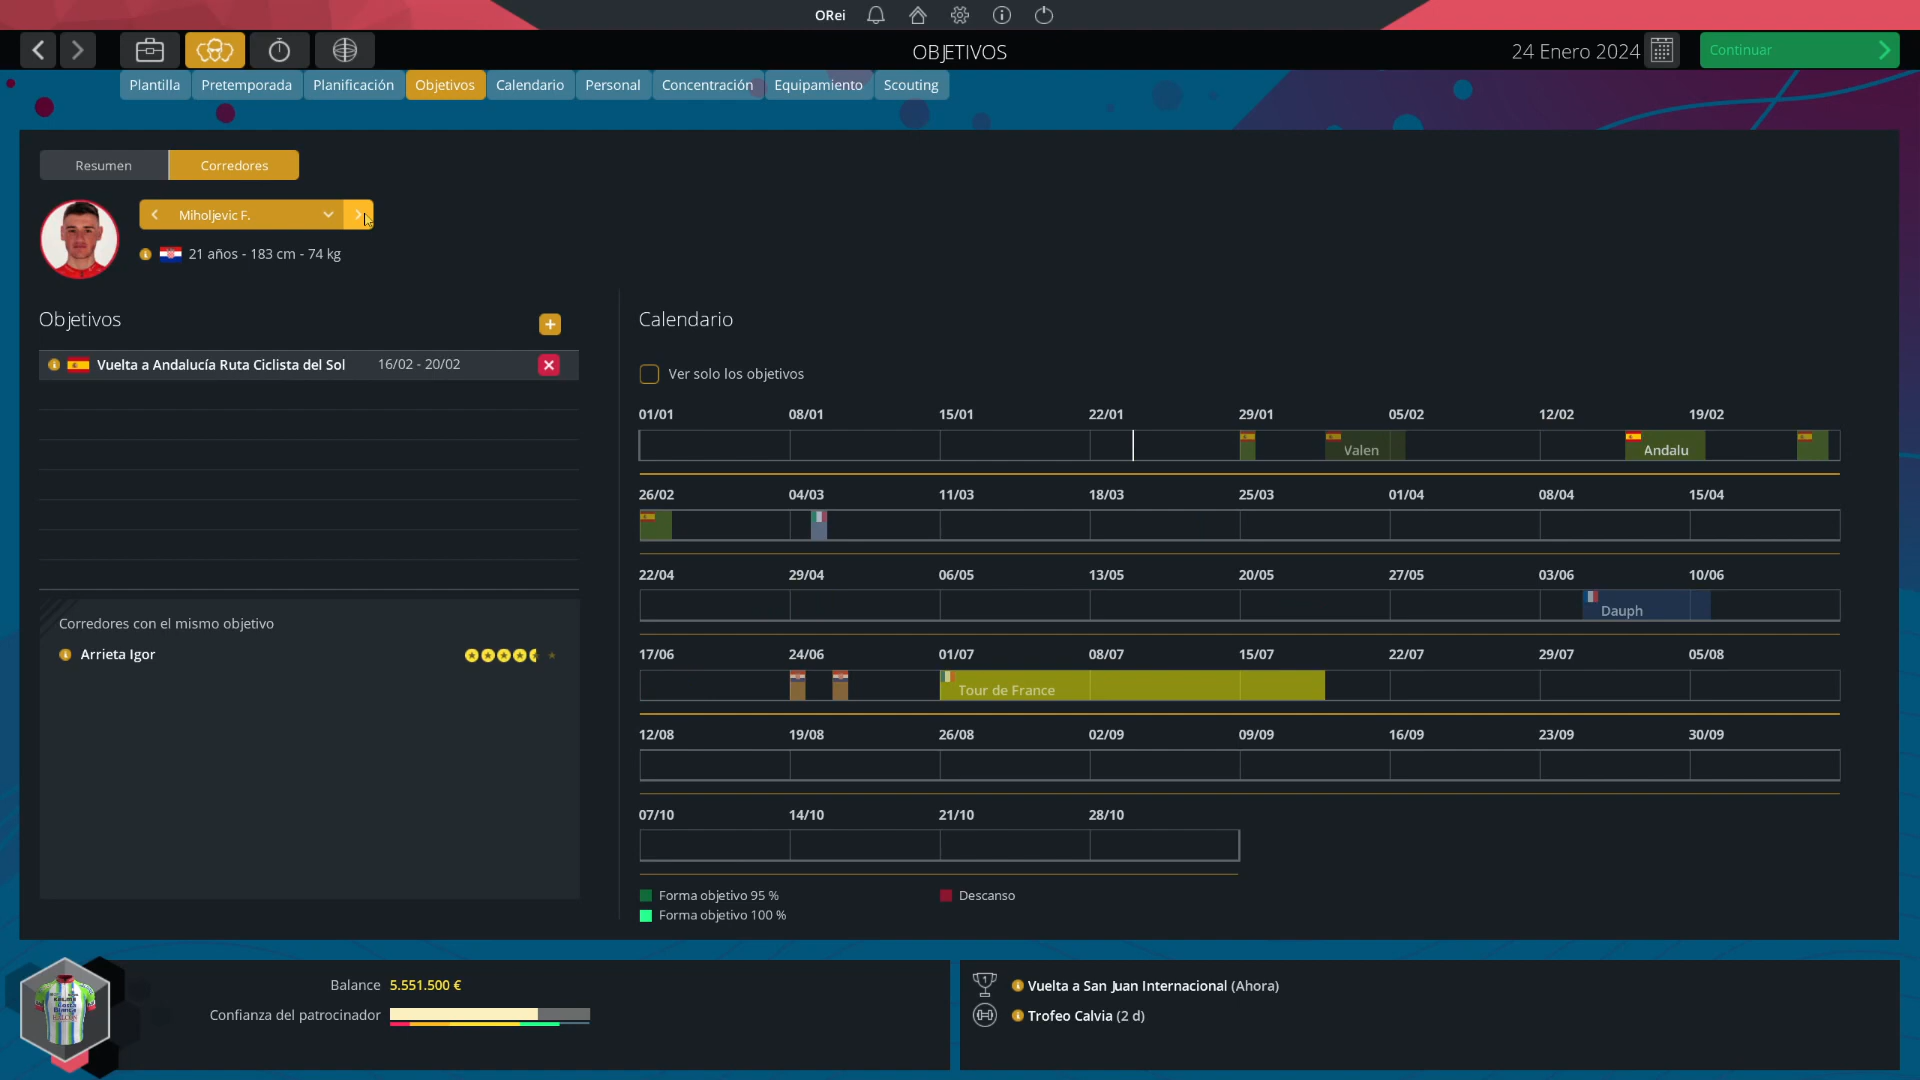 ORei
OBJETIVOS
24 Enero 2024
Continuar
Plantilla
Pretemporada
Planificación
Objetivos
Calendario
Personal
Concentración
Equipamiento
Scouting
Resumen
Corredores
Miholjevic F.
21 años - 183 cm - 74 kg
Objetivos
Vuelta a Andalucía Ruta Ciclista del Sol 16/02 - 20/02
Corredores con el mismo objetivo
Arrieta Igor
Calendario
Ver solo los objetivos
01/01 08/01 15/01 22/01 29/01 05/02 12/02 19/02
Valen Andalu
26/02 04/03 11/03 18/03 25/03 01/04 08/04 15/04
22/04 29/04 06/05 13/05 20/05 27/05 03/06 10/06
Dauph
17/06 24/06 01/07 08/07 15/07 22/07 29/07 05/08
Tour de France
12/08 19/08 26/08 02/09 09/09 16/09 23/09 30/09
07/10 14/10 21/10 28/10
Forma objetivo 95 % Descanso
Forma objetivo 100 %
Balance 5.551.500 €
Confianza del patrocinador
Vuelta a San Juan Internacional (Ahora)
Trofeo Calvia (2 d)